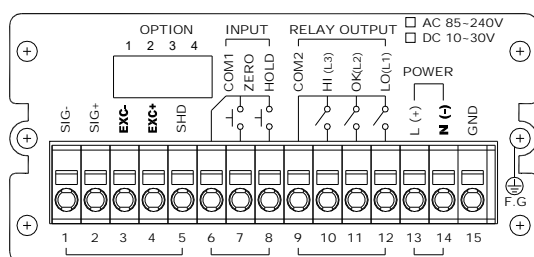 OPTION
1 2 3 4
INPUT
COM1
ZERO
HOLD
RELAY OUTPUT
COM2
HI (L3)
OK(L2)
LO(L1)
□ AC 85~240V
□ DC 10~30V
POWER
L (+)
N (-)
GND
SIG-
SIG+
EXC-
EXC+
SHD
F.G
1 2 3 4 5 6 7 8 9 10 11 12 13 14 15